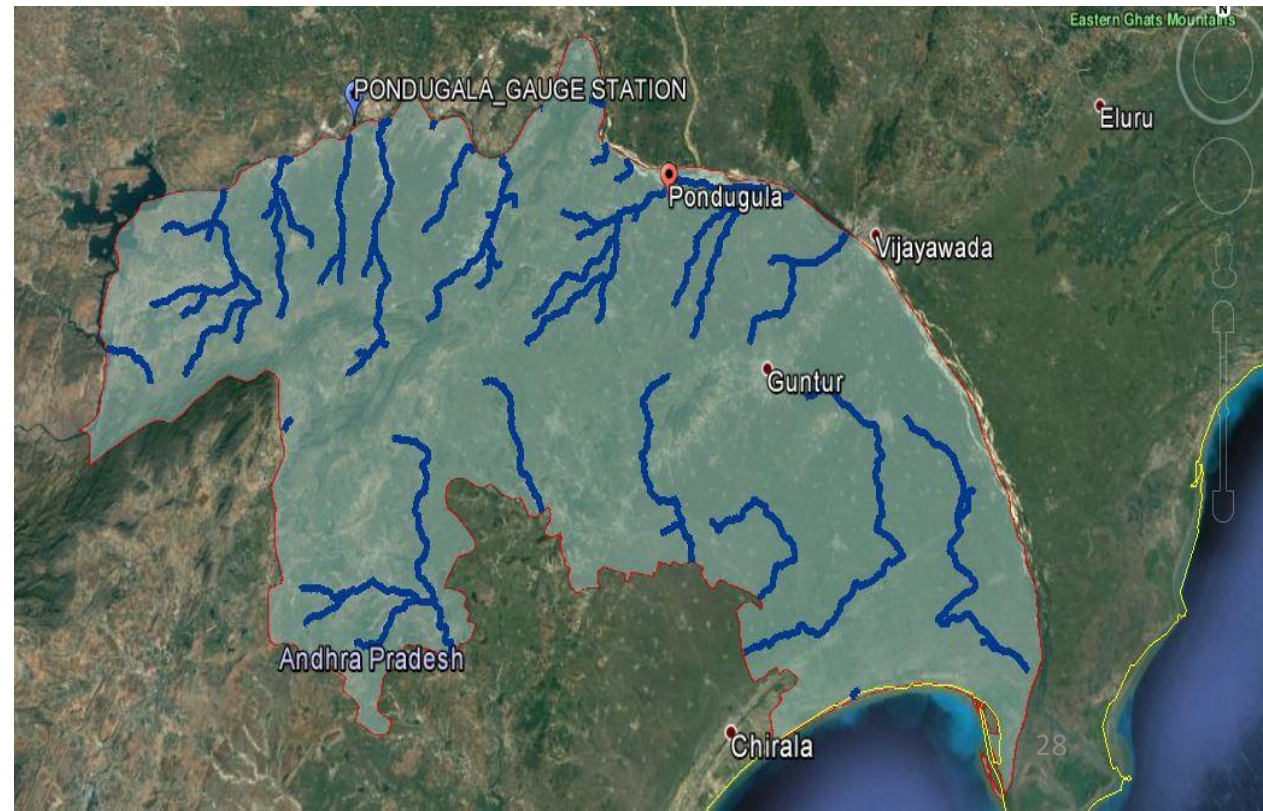 N
Eastern Ghats Mountains
PONDUGALA_GAUGE STATION
Eluru
Pondugula
Vijayawada
Guntur
Andhra Pradesh
Chirala
28